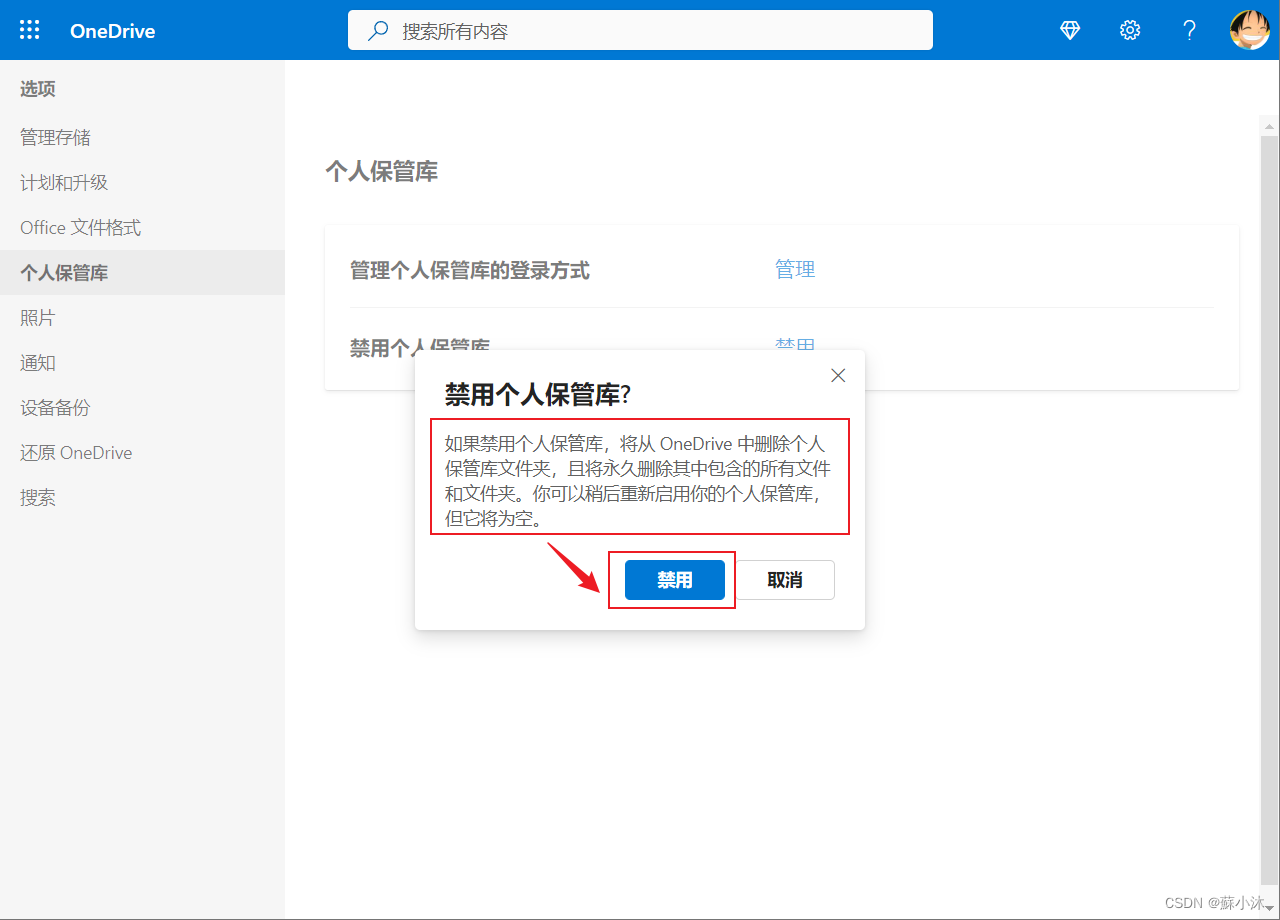 OneDrive
搜索所有内容
选项
管理存储
计划和升级
Office 文件格式
个人保管库
照片
通知
设备备份
还原 OneDrive
搜索
个人保管库
管理个人保管库的登录方式 管理
禁用个人保管库 禁用
禁用个人保管库?
如果禁用个人保管库，将从 OneDrive 中删除个人
保管库文件夹，且将永久删除其中包含的所有文件
和文件夹。你可以稍后重新启用你的个人保管库，
但它将为空。
禁用 取消
CSDN @蘇小沐